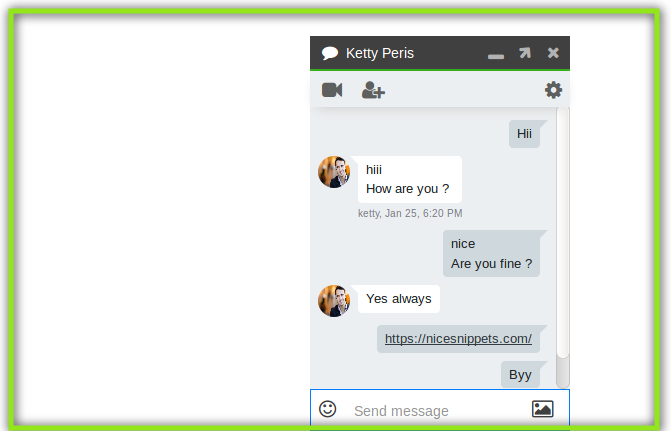 Ketty Peris
Hii
hiii
How are you ?
ketty, Jan 25, 6:20 PM
nice
Are you fine ?
Yes always
https://nicesnippets.com/
Byy
Send message